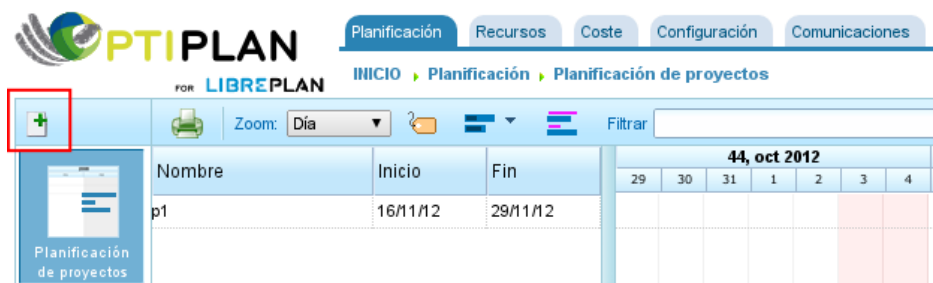 OPTIPLAN
FOR LIBREPLAN
Planificación Recursos Coste Configuración Comunicaciones
INICIO Planificación Planificación de proyectos
Zoom: Día Filtrar
Nombre Inicio Fin 44, oct 2012
29 30 31 1 2 3 4
p1 16/11/12 29/11/12
Planificación
de proyectos